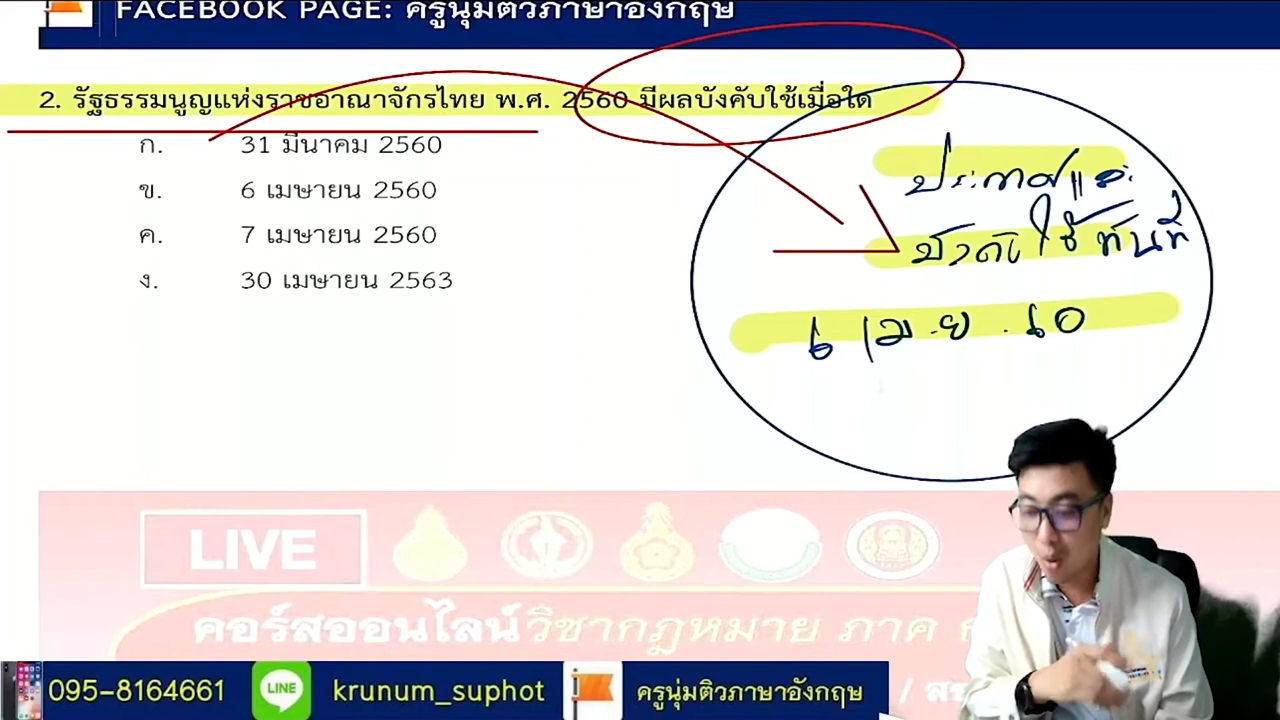 FACEBOOK PAGE: ครูนุ่มติวภาษาอังกฤษ
2. รัฐธรรมนูญแห่งราชอาณาจักรไทย พ.ศ. 2560 มีผลบังคับใช้เมื่อใด
ก. 31 มีนาคม 2560
ข. 6 เมษายน 2560
ค. 7 เมษายน 2560
ง. 30 เมษายน 2563
ประกาศและ
บังคับใช้ทันที
6 เม.ย. 60
LIVE
คอร์สออนไลน์วิชากฎหมาย ภาค
095-8164661
LINE
krunum_suphot
ครูนุ่มติวภาษาอังกฤษ